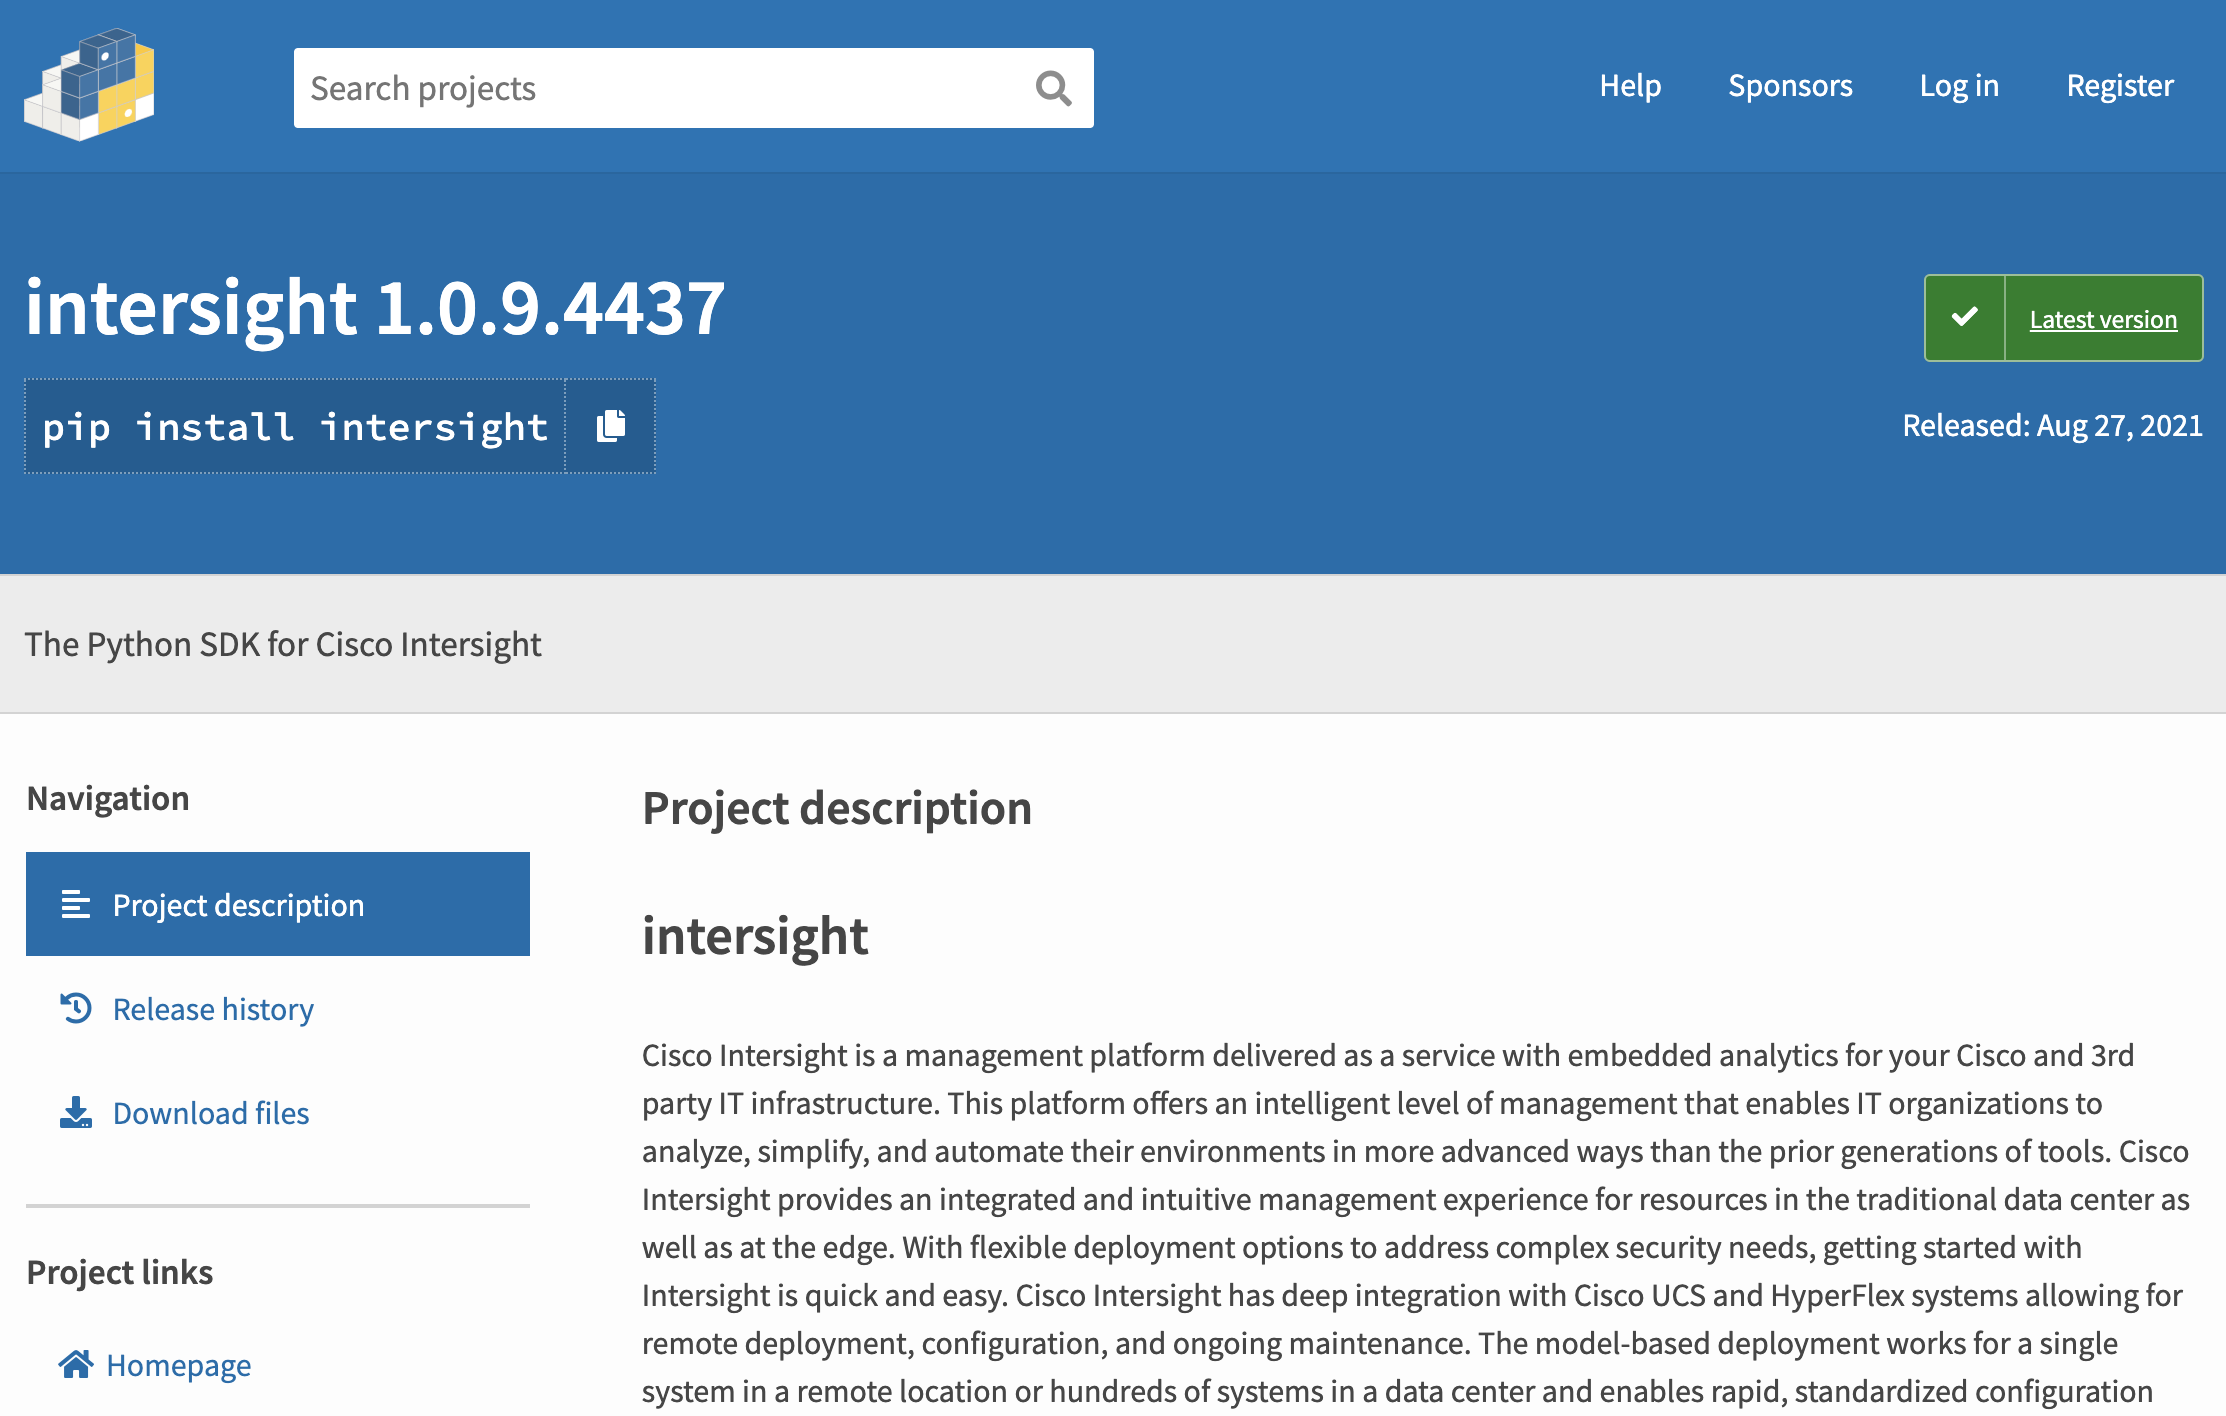 Search projects
Help
Sponsors
Log in
Register
intersight 1.0.9.4437
pip install intersight
Latest version
Released: Aug 27, 2021
The Python SDK for Cisco Intersight
Navigation
Project description
Release history
Download files
Project links
Homepage
Project description
intersight
Cisco Intersight is a management platform delivered as a service with embedded analytics for your Cisco and 3rd
party IT infrastructure. This platform offers an intelligent level of management that enables IT organizations to
analyze, simplify, and automate their environments in more advanced ways than the prior generations of tools. Cisco
Intersight provides an integrated and intuitive management experience for resources in the traditional data center as
well as at the edge. With flexible deployment options to address complex security needs, getting started with
Intersight is quick and easy. Cisco Intersight has deep integration with Cisco UCS and HyperFlex systems allowing for
remote deployment, configuration, and ongoing maintenance. The model-based deployment works for a single
system in a remote location or hundreds of systems in a data center and enables rapid, standardized configuration